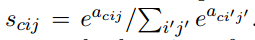 s_{cij} = e^{a_{cij}} / \sum_{i'j'} e^{a_{ci'j'}}.